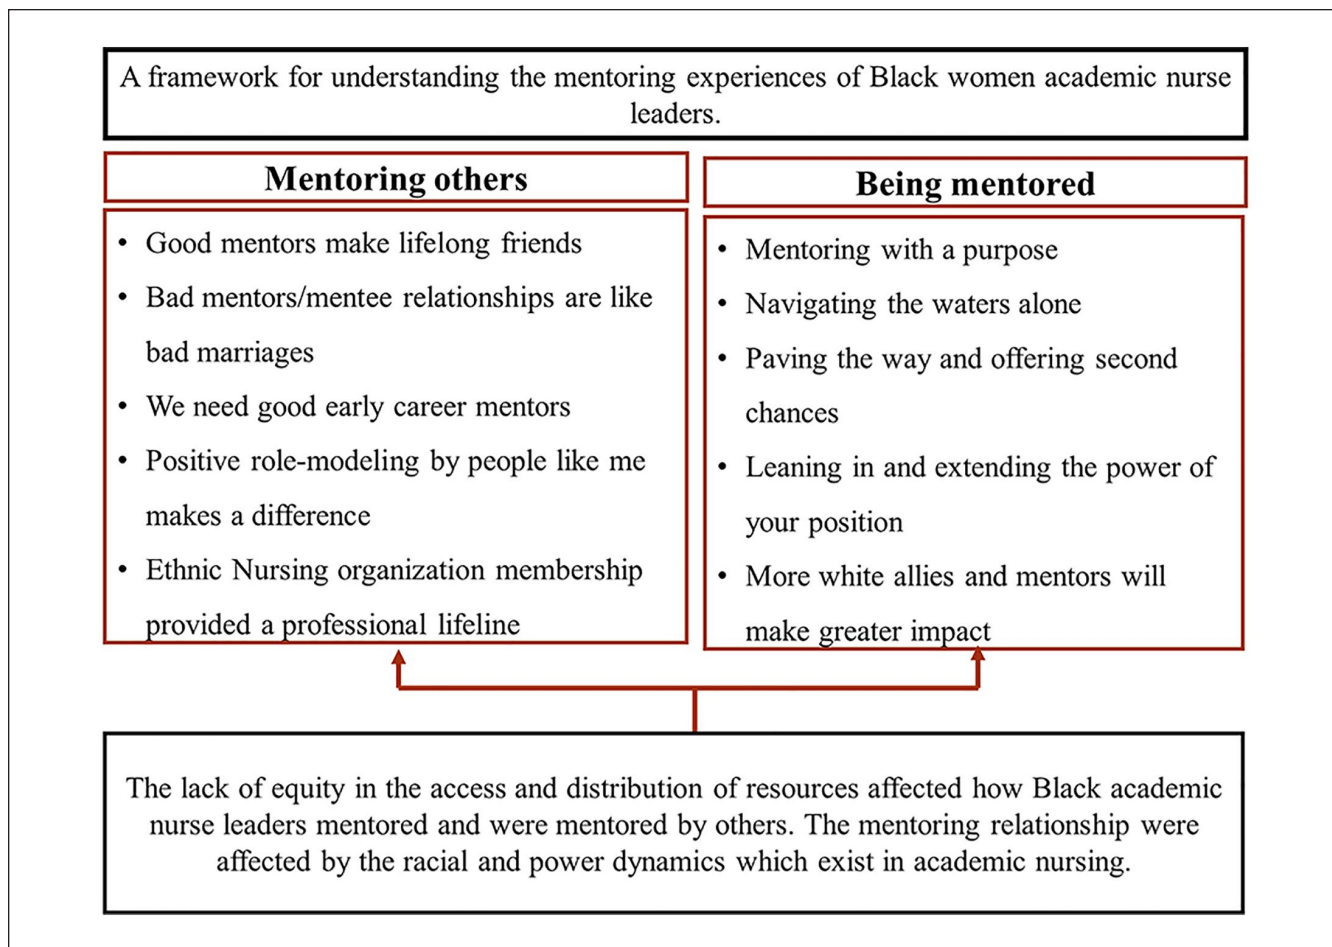 A framework for understanding the mentoring experiences of Black women academic nurse
leaders.
Mentoring others
• Good mentors make lifelong friends
• Bad mentors/mentee relationships are like
bad marriages
• We need good early career mentors
• Positive role-modeling by people like me
makes a difference
• Ethnic Nursing organization membership
provided a professional lifeline
Being mentored
• Mentoring with a purpose
• Navigating the waters alone
• Paving the way and offering second
chances
• Leaning in and extending the power of
your position
• More white allies and mentors will
make greater impact
The lack of equity in the access and distribution of resources affected how Black academic
nurse leaders mentored and were mentored by others. The mentoring relationship were
affected by the racial and power dynamics which exist in academic nursing.